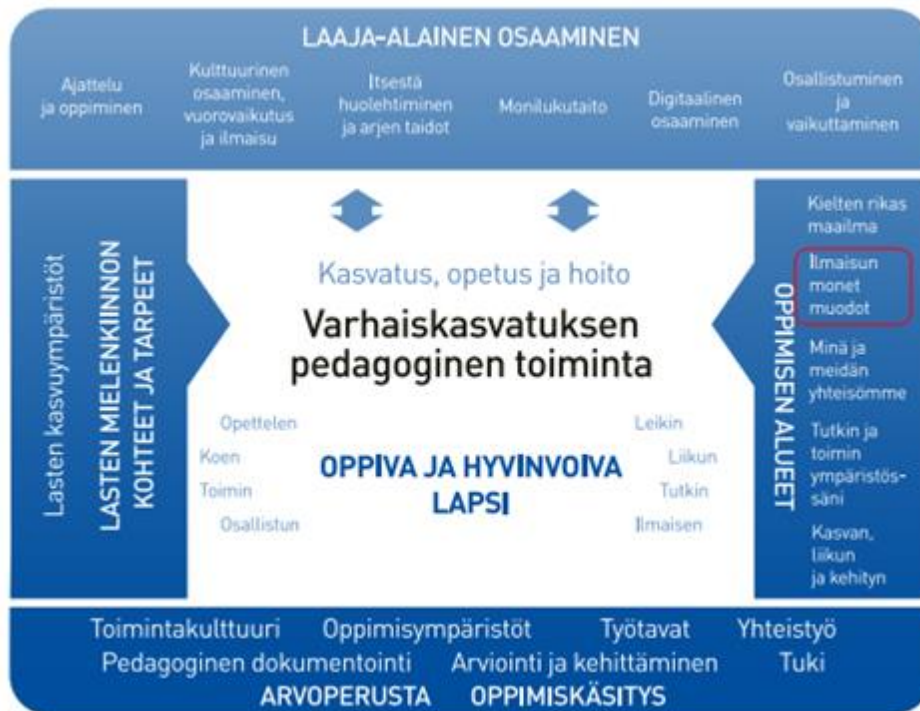 LAAJA-ALAINEN OSAAMINEN
Ajattelu
ja oppiminen
Kulttuurinen
osaaminen,
vuorovaikutus
ja ilmaisu
Itsestä
huolehtiminen
ja arjen taidot
Monilukutaito
Digitaalinen
osaaminen
Osallistuminen
ja
vaikuttaminen
Lasten kasvuympäristöt
LASTEN MIELENKIINNON
KOHTEET JA TARPEET
Kasvatus, opetus ja hoito
Varhaiskasvatuksen
pedagoginen toiminta
Opettelen
Koen
Toimin
Osallistun
OPPIVA JA HYVINVOIVA
LAPSI
Leikin
Liikun
Tutkin
Ilmaisen
OPPIMISEN ALUEET
Kielten rikas
maailma
Ilmaisun
monet
muodot
Minä ja
meidän
yhteisömme
Tutkin ja
toimin
ympäristös-
säni
Kasvan,
liikun
ja kehityn
Toimintakulttuuri Oppimisympäristöt Työtavat Yhteistyö
Pedagoginen dokumentointi Arviointi ja kehittäminen Tuki
ARVOPERUSTA OPPIMISKÄSITYS